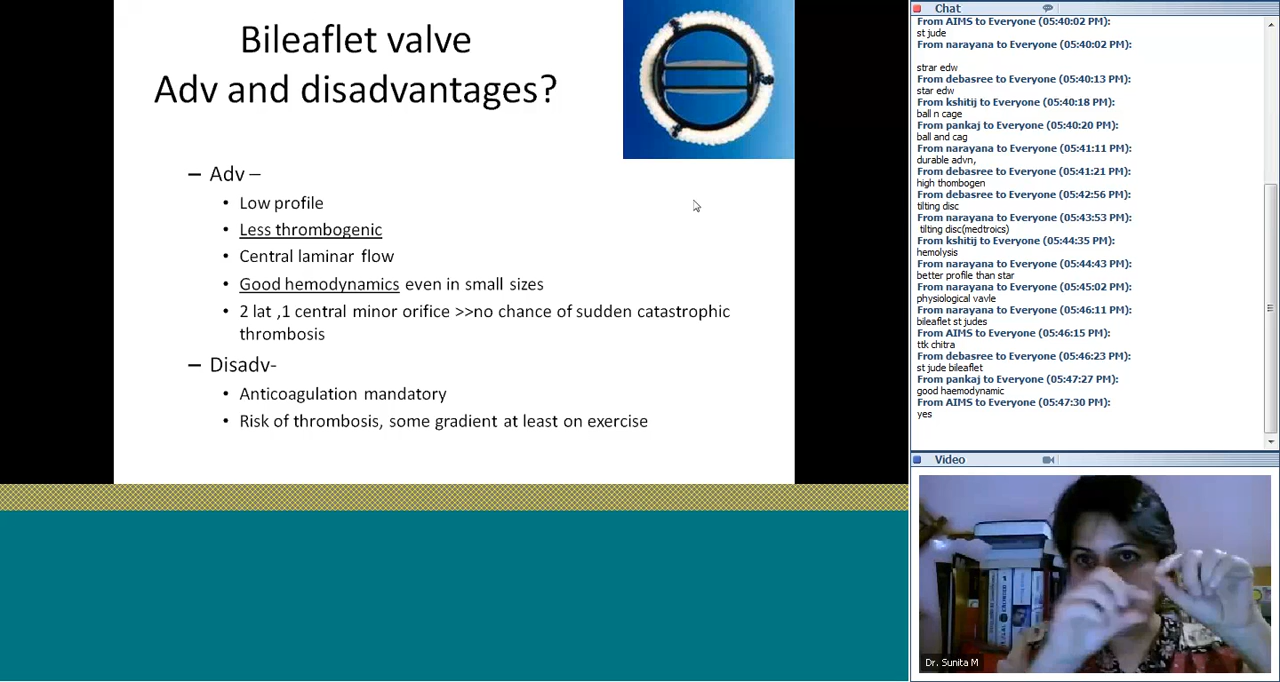 Bileaflet valve
Adv and disadvantages?
– Adv –
• Low profile
• Less thrombogenic
• Central laminar flow
• Good hemodynamics even in small sizes
• 2 lat ,1 central minor orifice >>no chance of sudden catastrophic
thrombosis
– Disadv-
• Anticoagulation mandatory
• Risk of thrombosis, some gradient at least on exercise
Chat
From AIMS to Everyone (05:40:02 PM):
st jude
From narayana to Everyone (05:40:02 PM):
strar edw
From debasree to Everyone (05:40:13 PM):
star edw
From kshitij to Everyone (05:40:18 PM):
ball n cage
From pankaj to Everyone (05:40:20 PM):
ball and cag
From narayana to Everyone (05:41:11 PM):
durable advn,
From debasree to Everyone (05:41:21 PM):
high thombogen
From debasree to Everyone (05:42:56 PM):
tilting disc
From narayana to Everyone (05:43:53 PM):
tilting disc(medtroics)
From kshitij to Everyone (05:44:35 PM):
hemolysis
From narayana to Everyone (05:44:43 PM):
better profile than star
From narayana to Everyone (05:45:02 PM):
physiological vavle
From narayana to Everyone (05:46:11 PM):
bileaflet st judes
From AIMS to Everyone (05:46:15 PM):
ttk chitra
From debasree to Everyone (05:46:23 PM):
st jude bileaflet
From pankaj to Everyone (05:47:27 PM):
good haemodynamic
From AIMS to Everyone (05:47:30 PM):
yes
Video
Dr. Sunita M